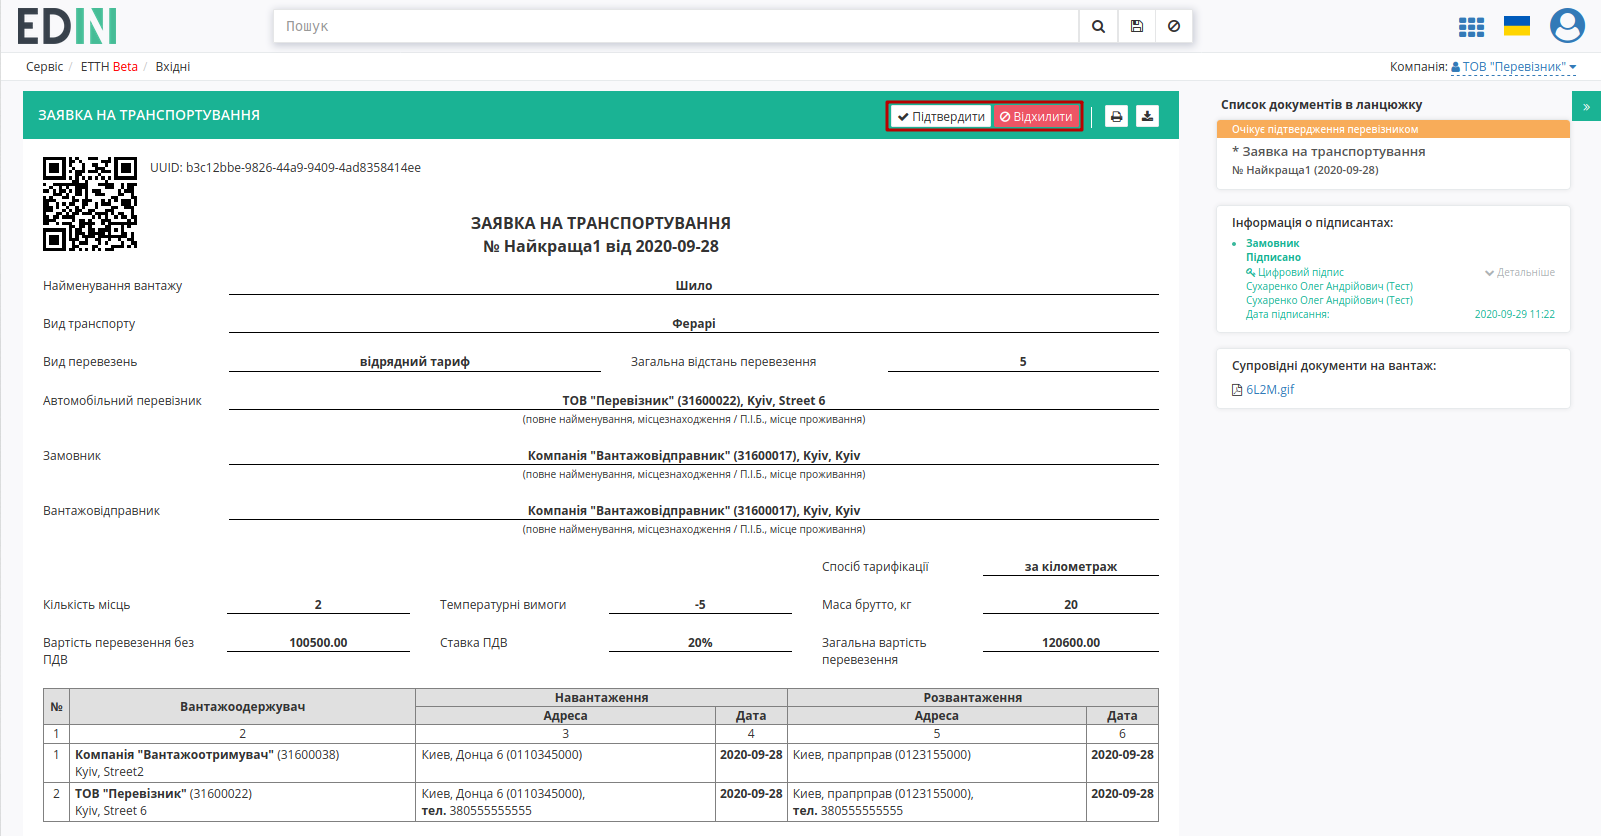 EDIN
Пошук
Сервіс / ЕТТН Beta / Вхідні
Компанія: ТОВ "Перевізник"
ЗАЯВКА НА ТРАНСПОРТУВАННЯ
Підтвердити
Відхилити
UUID: b3c12bbe-9826-44a9-9409-4ad8358414ee
ЗАЯВКА НА ТРАНСПОРТУВАННЯ
№ Найкраща1 від 2020-09-28
Найменування вантажу Шило
Вид транспорту Ферарі
Вид перевезень відрядний тариф Загальна відстань перевезення 5
Автомобільний перевізник ТОВ "Перевізник" (31600022), Kyiv, Street 6
(повне найменування, місцезнаходження / П.І.Б., місце проживання)
Замовник Компанія "Вантажовідправник" (31600017), Kyiv, Kyiv
(повне найменування, місцезнаходження / П.І.Б., місце проживання)
Вантажовідправник Компанія "Вантажовідправник" (31600017), Kyiv, Kyiv
(повне найменування, місцезнаходження / П.І.Б., місце проживання)
Спосіб тарифікації за кілометраж
Кількість місць 2 Температурні вимоги -5 Маса брутто, кг 20
Вартість перевезення без ПДВ 100500.00 Ставка ПДВ 20% Загальна вартість перевезення 120600.00
№ Вантажоодержувач Навантаження Розвантаження
Адреса Дата Адреса Дата
1 2 3 4 5 6
1 Компанія "Вантажоотримувач" (31600038) Киев, Донца 6 (0110345000) 2020-09-28 Киев, прапрправ (0123155000) 2020-09-28
Kyiv, Street2
2 ТОВ "Перевізник" (31600022) Киев, Донца 6 (0110345000), 2020-09-28 Киев, прапрправ (0123155000), 2020-09-28
Kyiv, Street 6 тел. 380555555555 тел. 380555555555
»
Список документів в ланцюжку
Очікує підтвердження перевізником
* Заявка на транспортування
№ Найкраща1 (2020-09-28)
Інформація о підписантах:
Замовник
Підписано
Цифровий підпис Детальніше
Сухаренко Олег Андрійович (Тест)
Сухаренко Олег Андрійович (Тест)
Дата підписання: 2020-09-29 11:22
Супровідні документи на вантаж:
6L2M.gif